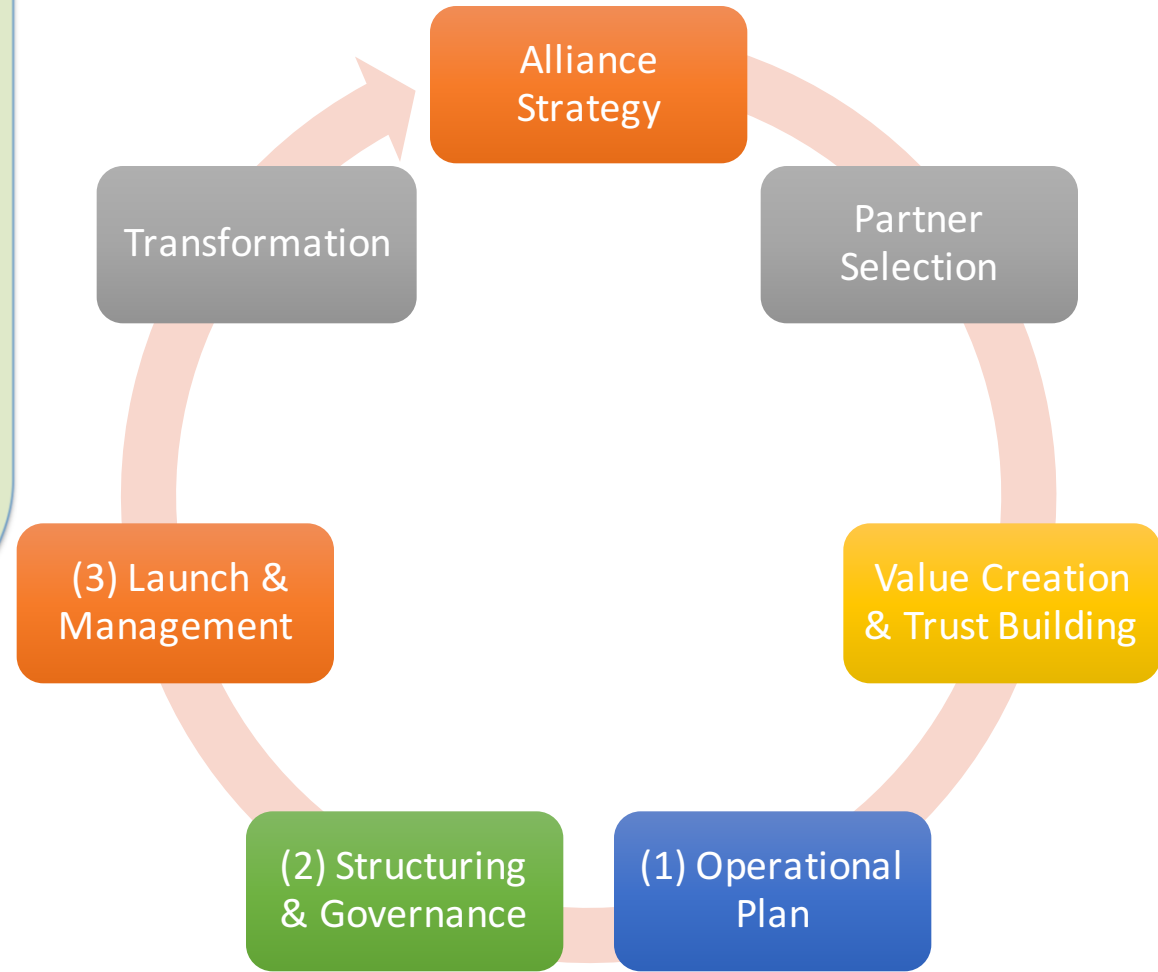 Alliance
Strategy
Partner
Selection
Value Creation
& Trust Building
(1) Operational
Plan
(2) Structuring
& Governance
(3) Launch &
Management
Transformation